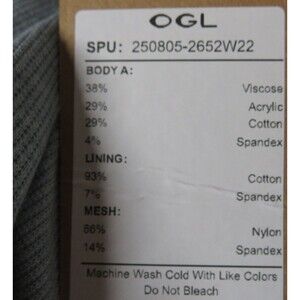 OGL
SPU: 250805-2652W22
BODY A:
38% Viscose
29% Acrylic
29% Cotton
4% Spandex
LINING:
93% Cotton
7% Spandex
MESH:
86% Nylon
14% Spandex
Machine Wash Cold With Like Colors
Do Not Bleach